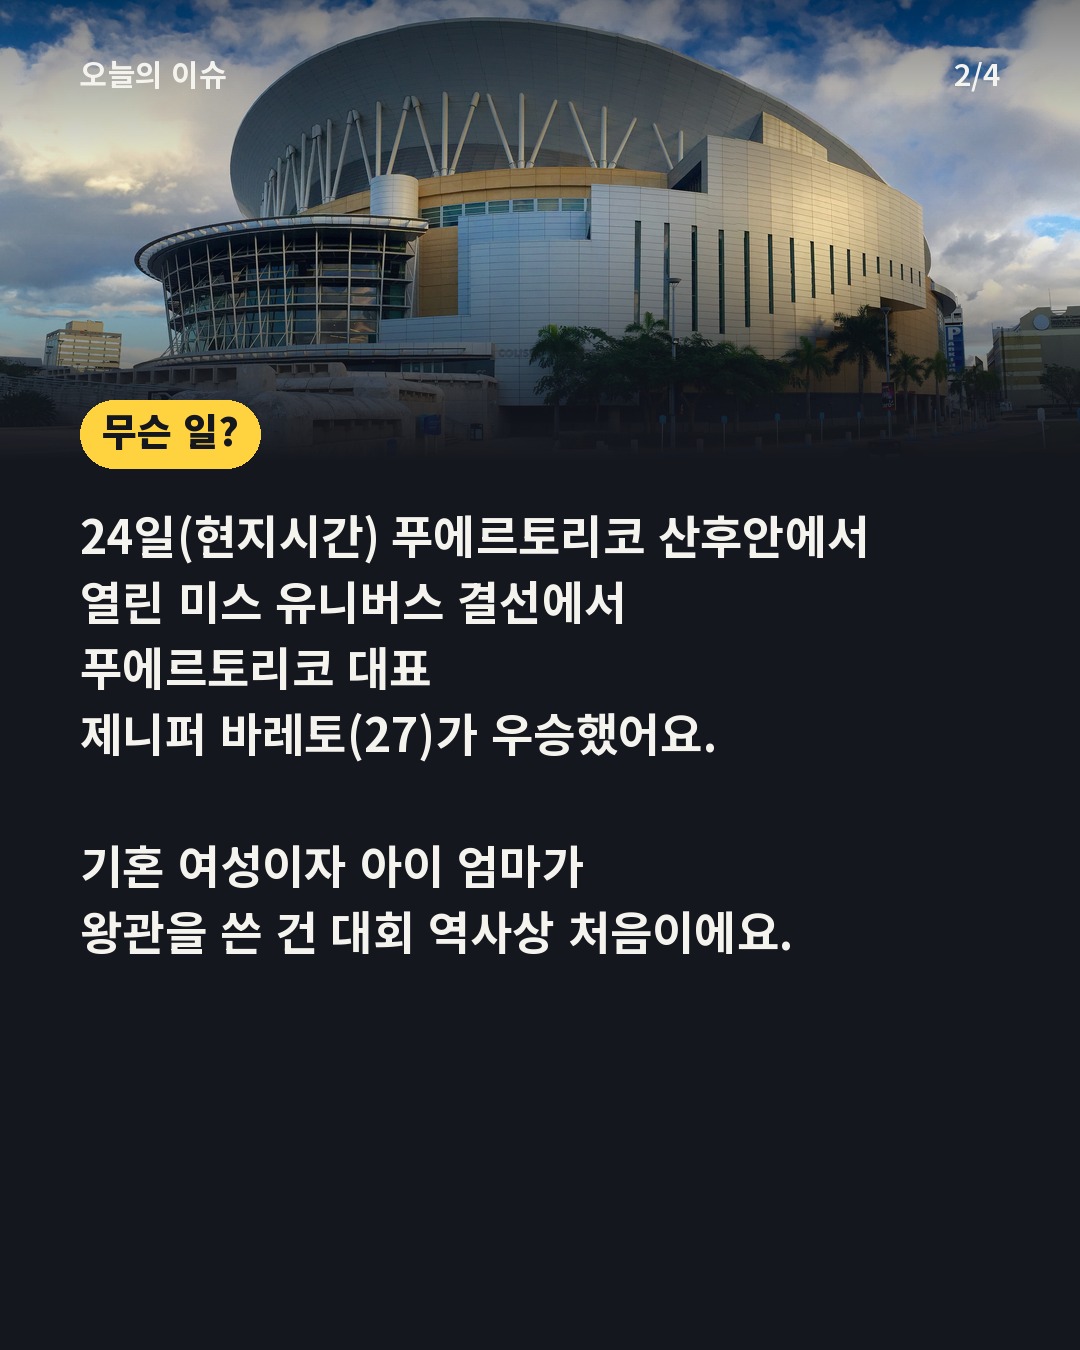 오늘의 이슈
2/4
무슨 일?
24일(현지시간) 푸에르토리코 산후안에서
열린 미스 유니버스 결선에서
푸에르토리코 대표
제니퍼 바레토(27)가 우승했어요.
기혼 여성이자 아이 엄마가
왕관을 쓴 건 대회 역사상 처음이에요.